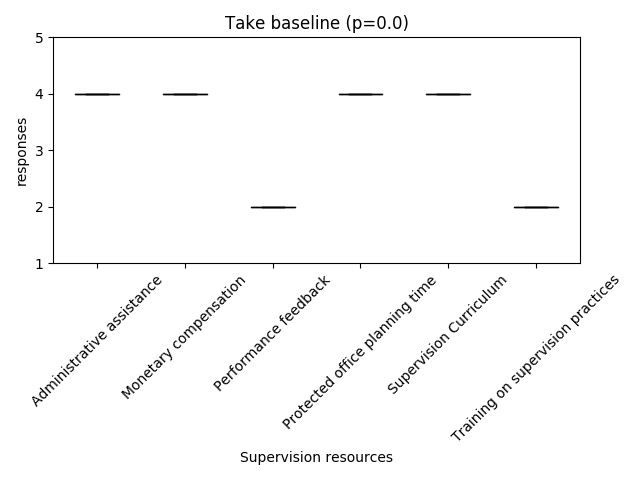 Take baseline (p=0.0)
5
4
3
2
1
responses
Administrative assistance
Monetary compensation
Performance feedback
Protected office planning time
Supervision Curriculum
Training on supervision practices
Supervision resources